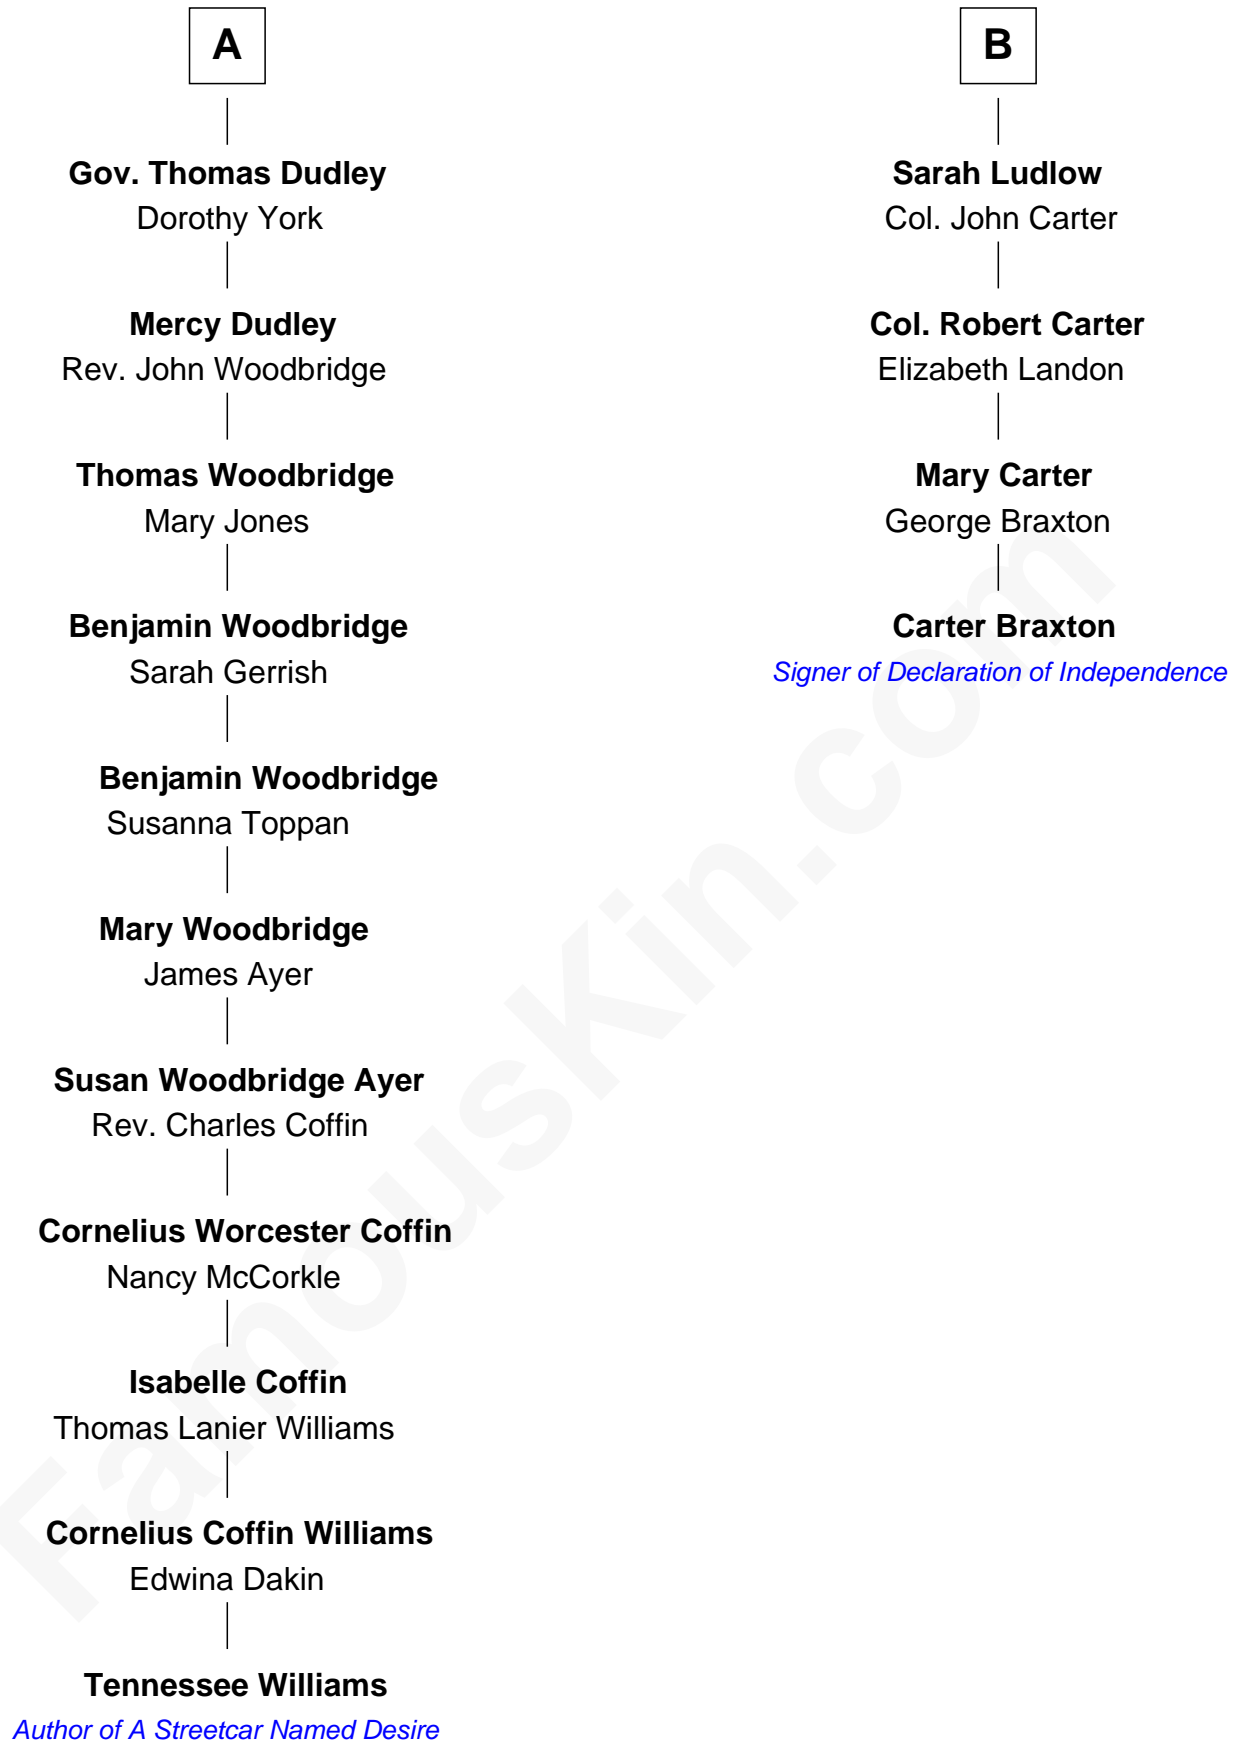 A
Gov. Thomas Dudley
Dorothy York
Mercy Dudley
Rev. John Woodbridge
Thomas Woodbridge
Mary Jones
Benjamin Woodbridge
Sarah Gerrish
Benjamin Woodbridge
Susanna Toppan
Mary Woodbridge
James Ayer
Susan Woodbridge Ayer
Rev. Charles Coffin
Cornelius Worcester Coffin
Nancy McCorkle
Isabelle Coffin
Thomas Lanier Williams
Cornelius Coffin Williams
Edwina Dakin
Tennessee Williams
Author of A Streetcar Named Desire
B
Sarah Ludlow
Col. John Carter
Col. Robert Carter
Elizabeth Landon
Mary Carter
George Braxton
Carter Braxton
Signer of Declaration of Independence
FamousKin.com